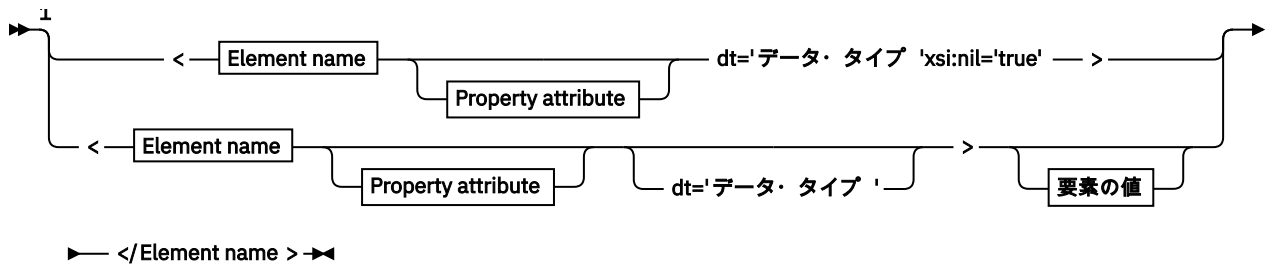 1
< Element name dt='データ・ タイプ 'xsi:nil='true' >
Property attribute
< Element name > 
Property attribute dt='データ・ タイプ ' 要素の値
</Element name >